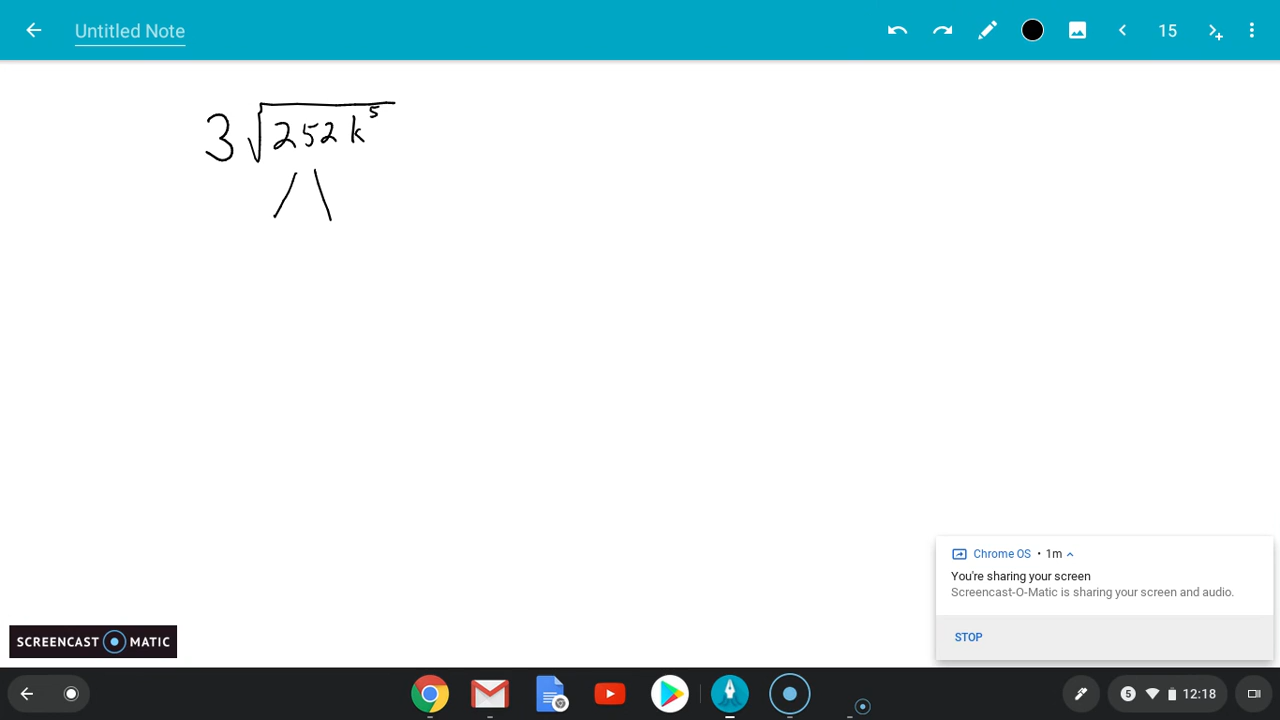 Untitled Note
15
3√252k⁵
Chrome OS • 1m
You're sharing your screen
Screencast-O-Matic is sharing your screen and audio.
STOP
SCREENCAST MATIC
5 12:18